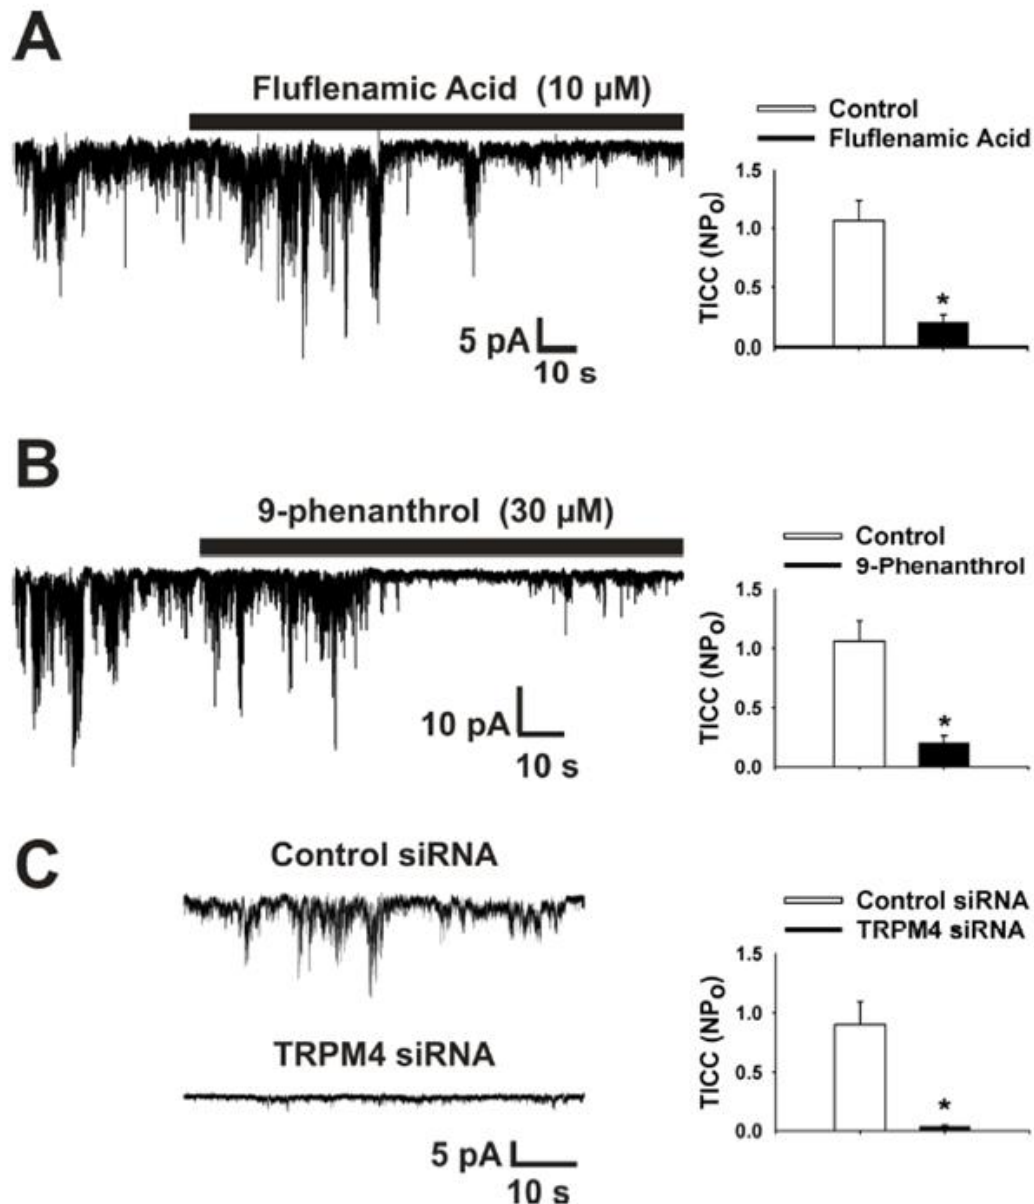 A
Fluflenamic Acid (10 µM)
5 pA
10 s
Control
Fluflenamic Acid
TICC (NPo)
1.5
1.0
0.5
0.0
*
B
9-phenanthrol (30 µM)
10 pA
10 s
Control
9-Phenanthrol
TICC (NPo)
1.5
1.0
0.5
0.0
*
C
Control siRNA
TRPM4 siRNA
5 pA
10 s
Control siRNA
TRPM4 siRNA
TICC (NPo)
1.5
1.0
0.5
0.0
*